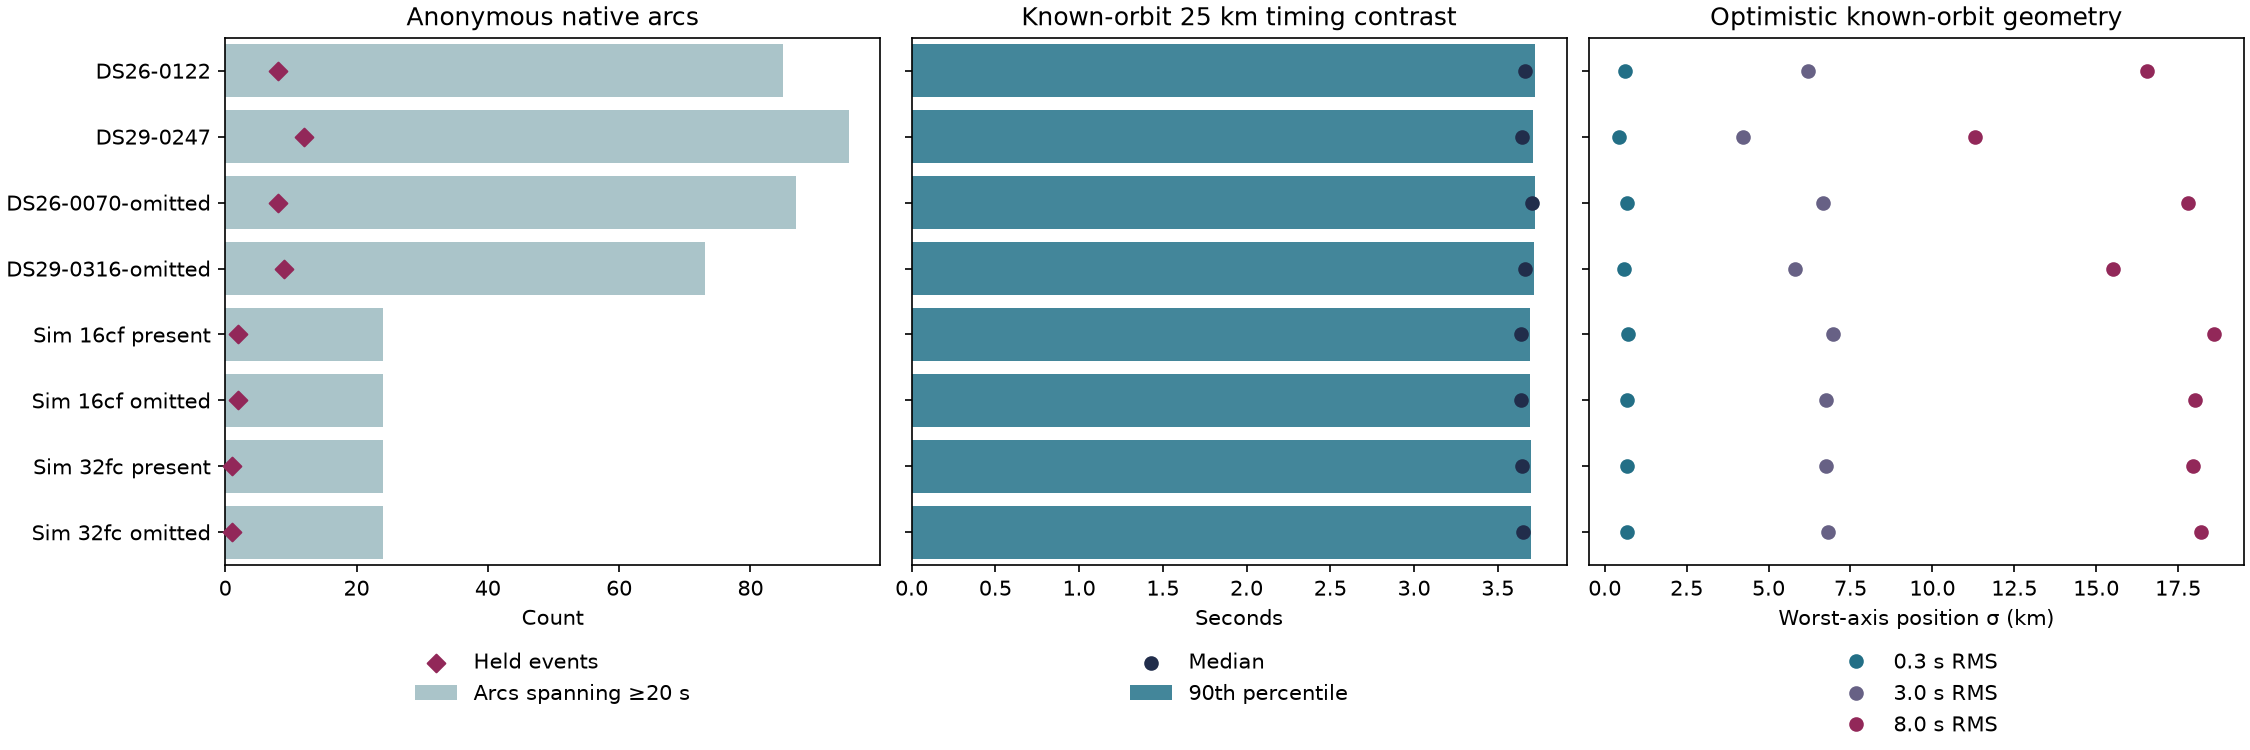 Anonymous native arcs
Known-orbit 25 km timing contrast
Optimistic known-orbit geometry
DS26-0122
DS29-0247
DS26-0070-omitted
DS29-0316-omitted
Sim 16cf present
Sim 16cf omitted
Sim 32fc present
Sim 32fc omitted
0 20 40 60 80
Count
Held events
Arcs spanning ≥20 s
0.0 0.5 1.0 1.5 2.0 2.5 3.0 3.5
Seconds
Median
90th percentile
0.0 2.5 5.0 7.5 10.0 12.5 15.0 17.5
Worst-axis position σ (km)
0.3 s RMS
3.0 s RMS
8.0 s RMS